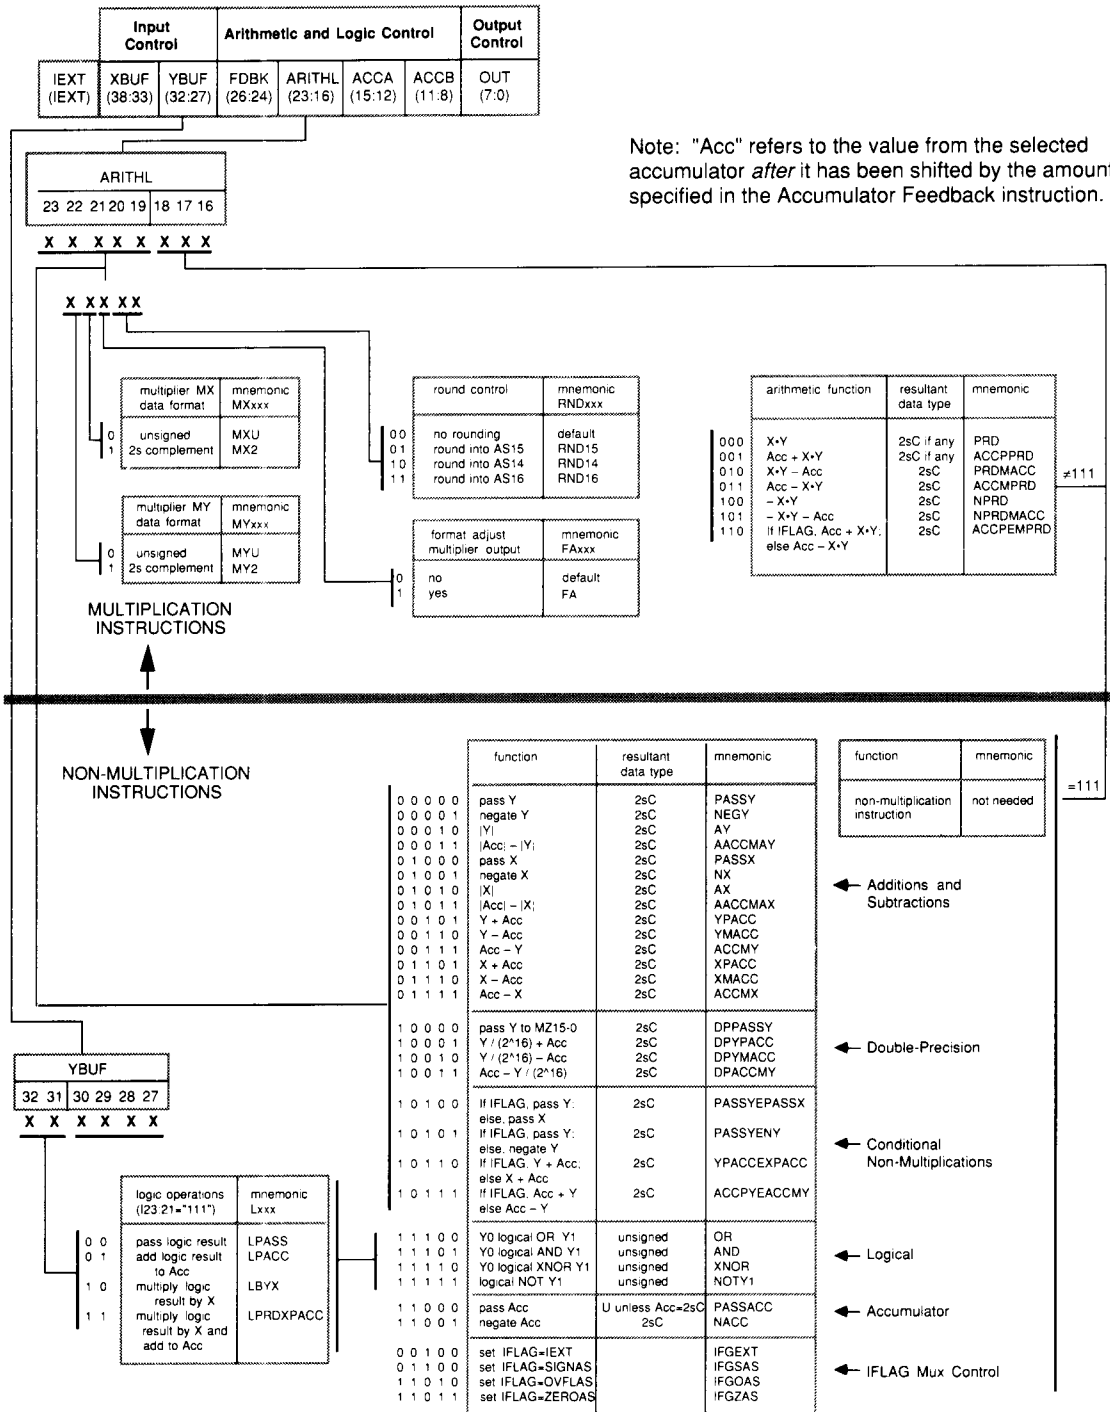 Input Control | Arithmetic and Logic Control | Output Control
IEXT (IEXT) | XBUF (38:33) | YBUF (32:27) | FDBK (26:24) | ARITHL (23:16) | ACCA (15:12) | ACCB (11:8) | OUT (7:0)
Note: "Acc" refers to the value from the selected
accumulator after it has been shifted by the amount
specified in the Accumulator Feedback instruction.
ARITHL
23 22 21 20 19 18 17 16
X X X X X X X X
X X X X X
multiplier MX data format | mnemonic MXxxx
0 unsigned MXU
1 2s complement MX2
multiplier MY data format | mnemonic MYxxx
0 unsigned MYU
1 2s complement MY2
round control | mnemonic RNDxxx
00 no rounding default
01 round into AS15 RND15
10 round into AS14 RND14
11 round into AS16 RND16
format adjust multiplier output | mnemonic FAxxx
0 no default
1 yes FA
arithmetic function | resultant data type | mnemonic
000 X•Y 2sC if any PRD
001 Acc + X•Y 2sC if any ACCPPRD
010 X•Y – Acc 2sC PRDMACC
011 Acc – X•Y 2sC ACCMPRD
100 – X•Y 2sC NPRD
101 – X•Y – Acc 2sC NPRDMACC
110 If IFLAG, Acc + X•Y; 2sC ACCPEMPRD
else Acc – X•Y
≠111
MULTIPLICATION
INSTRUCTIONS
NON-MULTIPLICATION
INSTRUCTIONS
function | resultant data type | mnemonic
0 0 0 0 0 pass Y 2sC PASSY
0 0 0 0 1 negate Y 2sC NEGY
0 0 0 1 0 |Y| 2sC AY
0 0 0 1 1 |Acc| – |Y| 2sC AACCMAY
0 1 0 0 0 pass X 2sC PASSX
0 1 0 0 1 negate X 2sC NX
0 1 0 1 0 |X| 2sC AX
0 1 0 1 1 |Acc| – |X| 2sC AACCMAX
0 0 1 0 1 Y + Acc 2sC YPACC
0 0 1 1 0 Y – Acc 2sC YMACC
0 0 1 1 1 Acc – Y 2sC ACCMY
0 1 1 0 1 X + Acc 2sC XPACC
0 1 1 1 0 X – Acc 2sC XMACC
0 1 1 1 1 Acc – X 2sC ACCMX
Additions and
Subtractions
function | mnemonic
non-multiplication instruction | not needed
=111
1 0 0 0 0 pass Y to MZ15-0 2sC DPPASSY
1 0 0 0 1 Y / (2^16) + Acc 2sC DPYPACC
1 0 0 1 0 Y / (2^16) – Acc 2sC DPYMACC
1 0 0 1 1 Acc – Y / (2^16) 2sC DPACCMY
Double-Precision
1 0 1 0 0 If IFLAG, pass Y; 2sC PASSYEPASSX
else, pass X
1 0 1 0 1 If IFLAG, pass Y; 2sC PASSYENY
else, negate Y
1 0 1 1 0 If IFLAG, Y + Acc; 2sC YPACCEXPACC
else X + Acc
1 0 1 1 1 If IFLAG, Acc + Y 2sC ACCPYEACCMY
else Acc – Y
Conditional
Non-Multiplications
YBUF
32 31 30 29 28 27
X X X X X X
logic operations (I23:21="111") | mnemonic Lxxx
0 0 pass logic result LPASS
0 1 add logic result LPACC
to Acc
1 0 multiply logic LBYX
result by X
1 1 multiply logic LPRDXPACC
result by X and
add to Acc
1 1 1 0 0 Y0 logical OR Y1 unsigned OR
1 1 1 0 1 Y0 logical AND Y1 unsigned AND
1 1 1 1 0 Y0 logical XNOR Y1 unsigned XNOR
1 1 1 1 1 logical NOT Y1 unsigned NOTY1
Logical
1 1 0 0 0 pass Acc U unless Acc=2sC PASSACC
1 1 0 0 1 negate Acc 2sC NACC
Accumulator
0 0 1 0 0 set IFLAG=IEXT IFGEXT
0 1 1 0 0 set IFLAG=SIGNAS IFGSAS
1 1 0 1 0 set IFLAG=OVFLAS IFGOAS
1 1 0 1 1 set IFLAG=ZEROAS IFGZAS
IFLAG Mux Control